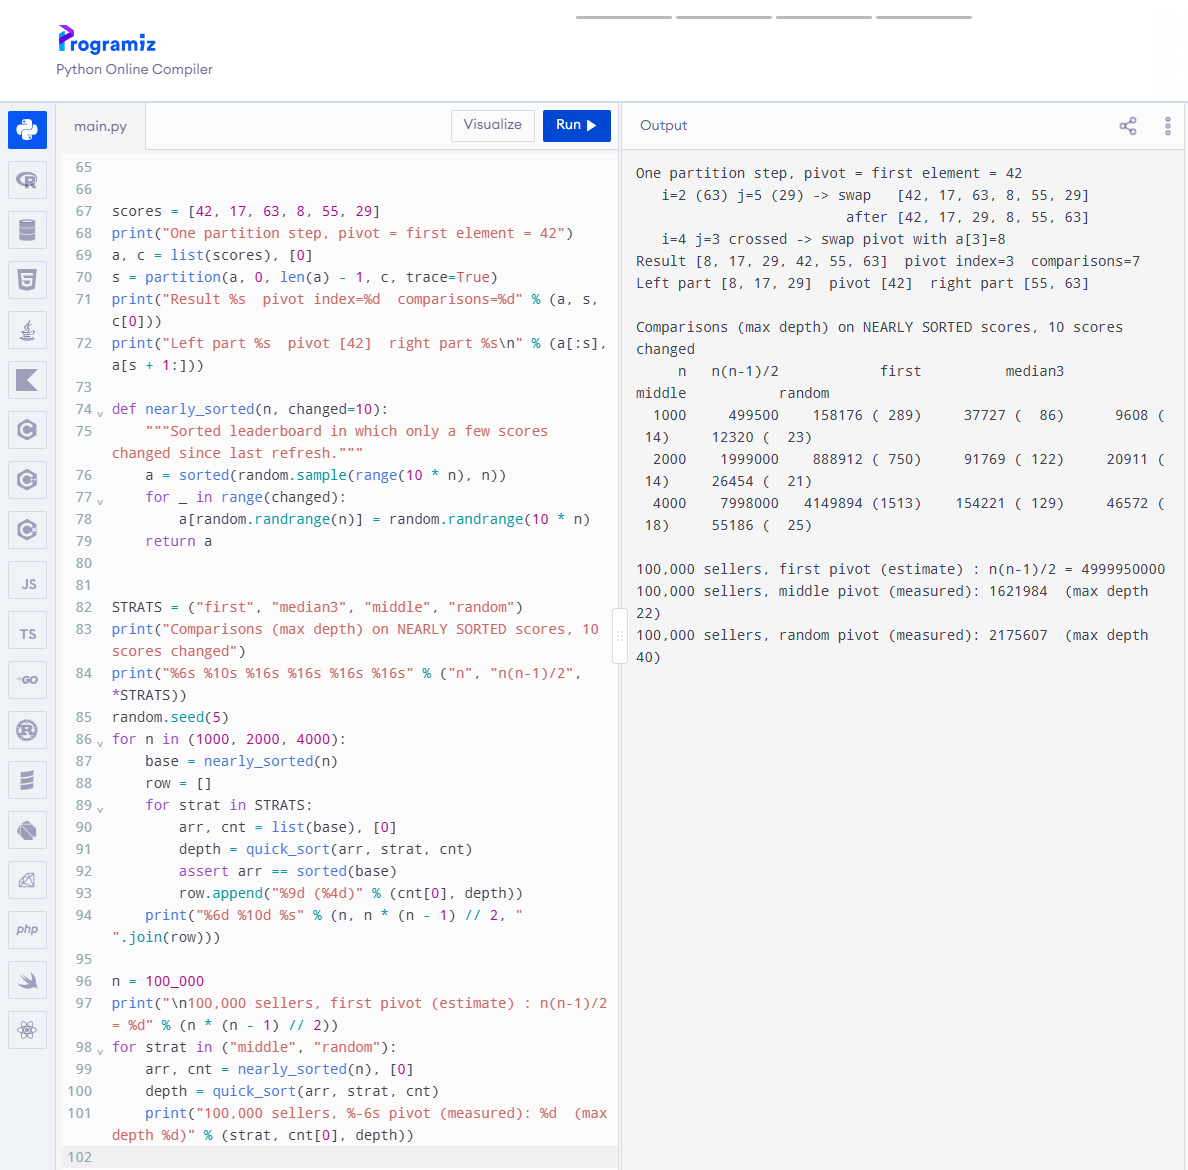 Programiz
Python Online Compiler
main.py
Visualize
Run
Output
65
66
67 scores = [42, 17, 63, 8, 55, 29]
68 print("One partition step, pivot = first element = 42")
69 a, c = list(scores), [0]
70 s = partition(a, 0, len(a) - 1, c, trace=True)
71 print("Result %s  pivot index=%d  comparisons=%d" % (a, s,
c[0]))
72 print("Left part %s  pivot [42]  right part %s\n" % (a[:s],
a[s + 1:]))
73
74 def nearly_sorted(n, changed=10):
75     """Sorted leaderboard in which only a few scores
changed since last refresh."""
76     a = sorted(random.sample(range(10 * n), n))
77     for _ in range(changed):
78         a[random.randrange(n)] = random.randrange(10 * n)
79     return a
80
81
82 STRATS = ("first", "median3", "middle", "random")
83 print("Comparisons (max depth) on NEARLY SORTED scores, 10
scores changed")
84 print("%6s %10s %16s %16s %16s %16s" % ("n", "n(n-1)/2",
*STRATS))
85 random.seed(5)
86 for n in (1000, 2000, 4000):
87     base = nearly_sorted(n)
88     row = []
89     for strat in STRATS:
90         arr, cnt = list(base), [0]
91         depth = quick_sort(arr, strat, cnt)
92         assert arr == sorted(base)
93         row.append("%9d (%4d)" % (cnt[0], depth))
94     print("%6d %10d %s" % (n, n * (n - 1) // 2, "
".join(row)))
95
96 n = 100_000
97 print("\n100,000 sellers, first pivot (estimate) : n(n-1)/2
= %d" % (n * (n - 1) // 2))
98 for strat in ("middle", "random"):
99     arr, cnt = nearly_sorted(n), [0]
100     depth = quick_sort(arr, strat, cnt)
101     print("100,000 sellers, %-6s pivot (measured): %d  (max
depth %d)" % (strat, cnt[0], depth))
102
One partition step, pivot = first element = 42
   i=2 (63) j=5 (29) -> swap   [42, 17, 63, 8, 55, 29]
                         after [42, 17, 29, 8, 55, 63]
   i=4 j=3 crossed -> swap pivot with a[3]=8
Result [8, 17, 29, 42, 55, 63]  pivot index=3  comparisons=7
Left part [8, 17, 29]  pivot [42]  right part [55, 63]
Comparisons (max depth) on NEARLY SORTED scores, 10 scores
changed
     n   n(n-1)/2            first          median3
middle           random
  1000     499500    158176 ( 289)     37727 (  86)      9608 (
 14)     12320 (  23)
  2000    1999000    888912 ( 750)     91769 ( 122)     20911 (
 14)     26454 (  21)
  4000    7998000   4149894 (1513)    154221 ( 129)     46572 (
 18)     55186 (  25)
100,000 sellers, first pivot (estimate) : n(n-1)/2 = 4999950000
100,000 sellers, middle pivot (measured): 1621984  (max depth
22)
100,000 sellers, random pivot (measured): 2175607  (max depth
40)
R
5
C
C
C
JS
TS
GO
R
php